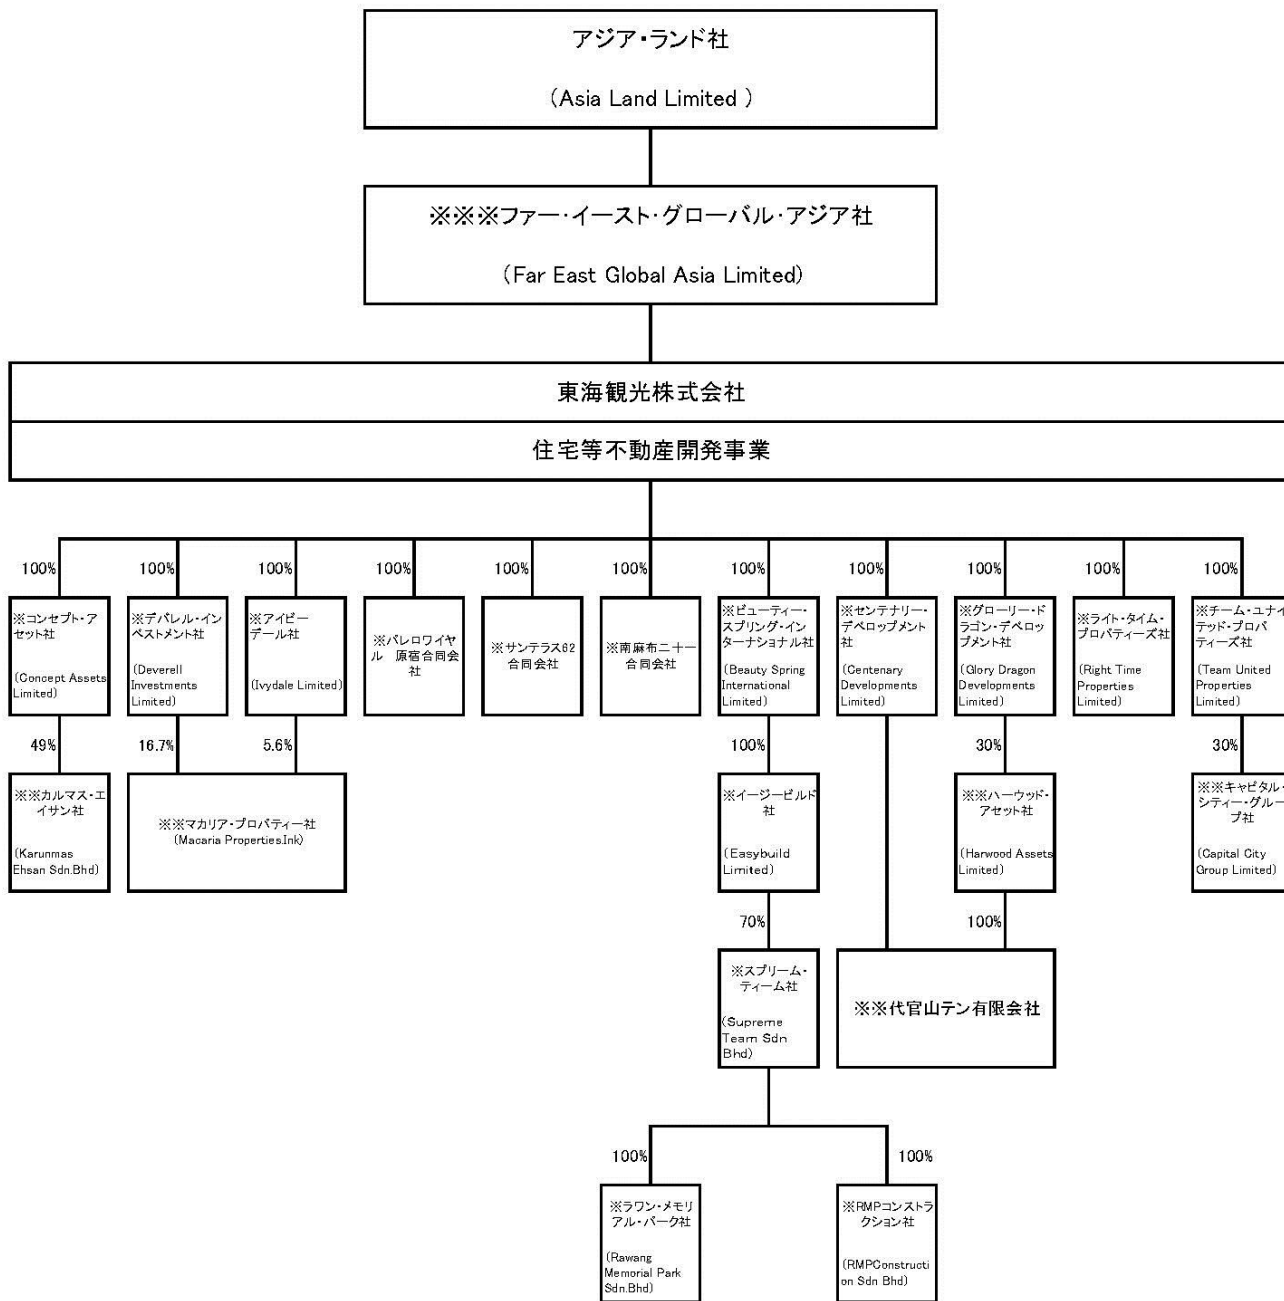 アジア・ランド社
(Asia Land Limited )
※※※ファー・イースト・グローバル・アジア社
(Far East Global Asia Limited)
東海観光株式会社
住宅等不動産開発事業
100%
100%
100%
100%
100%
100%
100%
100%
100%
100%
100%
※コンセプト・ア
セット社
(Concept Assets
Limited)
※デバレル・イン
ベストメント社
(Deverell
Investments
Limited)
※アイビー
デール社
(Ivydale Limited)
※パレロワイヤ
ル 原宿合同会
社
※サンテラス62
合同会社
※南麻布二十一
合同会社
※ビューティー・
スプリング・イン
ターナショナル社
(Beauty Spring
International
Limited)
※センテナリー・
デベロップメント
社
(Centenary
Developments
Limited)
※グローリー・ド
ラゴン・デベロッ
プメント社
(Glory Dragon
Developments
Limited)
※ライト・タイム・
プロパティーズ社
(Right Time
Properties
Limited)
※チーム・ユナイ
テッド・プロパ
ティーズ社
(Team United
Properties
Limited)
49%
16.7%
5.6%
100%
30%
30%
※※カルマス・エ
イサン社
(Karunmas
Ehsan Sdn.Bhd)
※※マカリア・プロパティー社
(Macaria Properties.Ink)
※イージービルド
社
(Easybuild
Limited)
※※ハーウッド・
アセット社
(Harwood Assets
Limited)
※※キャピタル・
シティー・グルー
プ社
(Capital City
Group Limited)
70%
100%
※スプリーム・
ティーム社
(Supreme
Team Sdn
Bhd)
※※代官山テン有限会社
100%
100%
※ラワン・メモリ
アル・パーク社
(Rawang
Memorial Park
Sdn.Bhd)
※RMPコンストラ
クション社
(RMPConstructi
on Sdn Bhd)